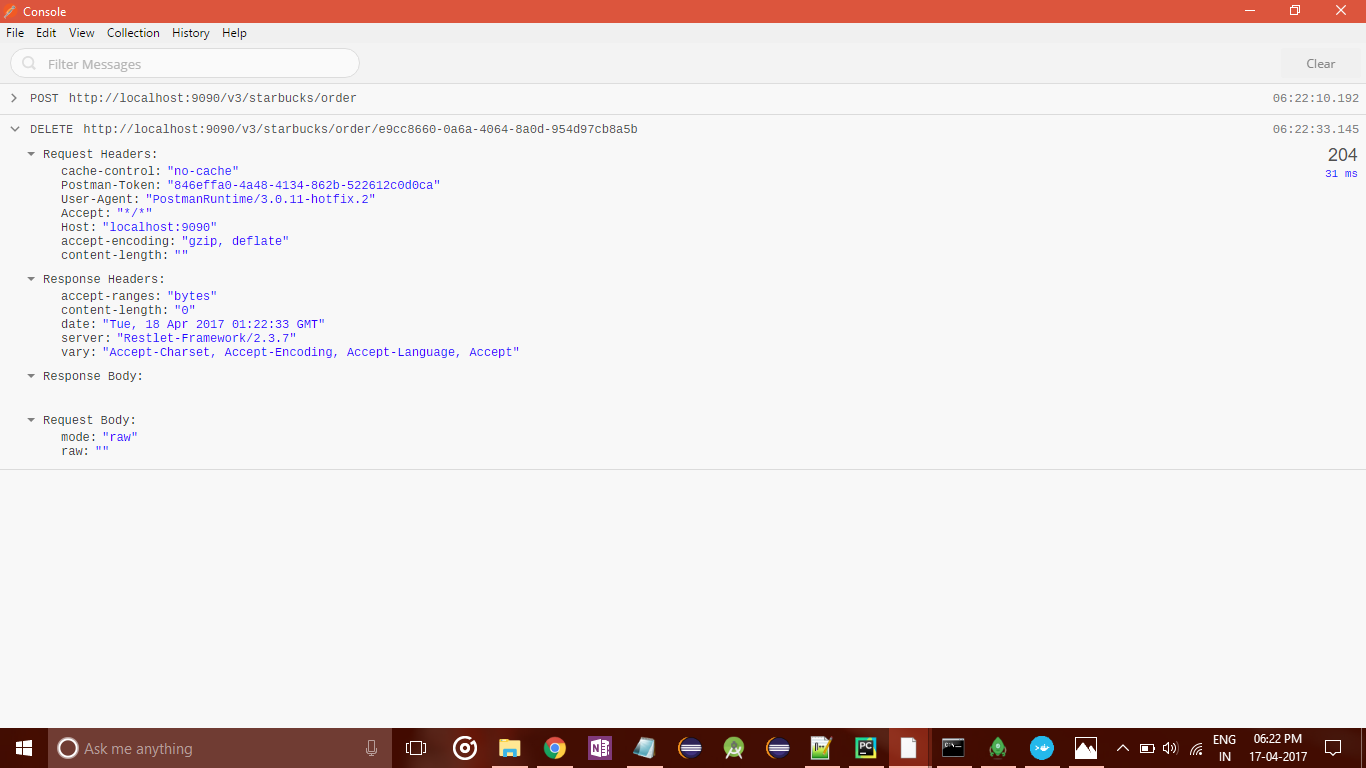 Console
File Edit View Collection History Help
Filter Messages Clear
POST http://localhost:9090/v3/starbucks/order 06:22:10.192
DELETE http://localhost:9090/v3/starbucks/order/e9cc8660-0a6a-4064-8a0d-954d97cb8a5b 06:22:33.145
Request Headers: 204
cache-control: "no-cache" 31 ms
Postman-Token: "846effa0-4a48-4134-862b-522612c0d0ca"
User-Agent: "PostmanRuntime/3.0.11-hotfix.2"
Accept: "*/*"
Host: "localhost:9090"
accept-encoding: "gzip, deflate"
content-length: ""
Response Headers:
accept-ranges: "bytes"
content-length: "0"
date: "Tue, 18 Apr 2017 01:22:33 GMT"
server: "Restlet-Framework/2.3.7"
vary: "Accept-Charset, Accept-Encoding, Accept-Language, Accept"
Response Body:
Request Body:
mode: "raw"
raw: ""
Ask me anything
N
PC
ENG 06:22 PM
IN 17-04-2017